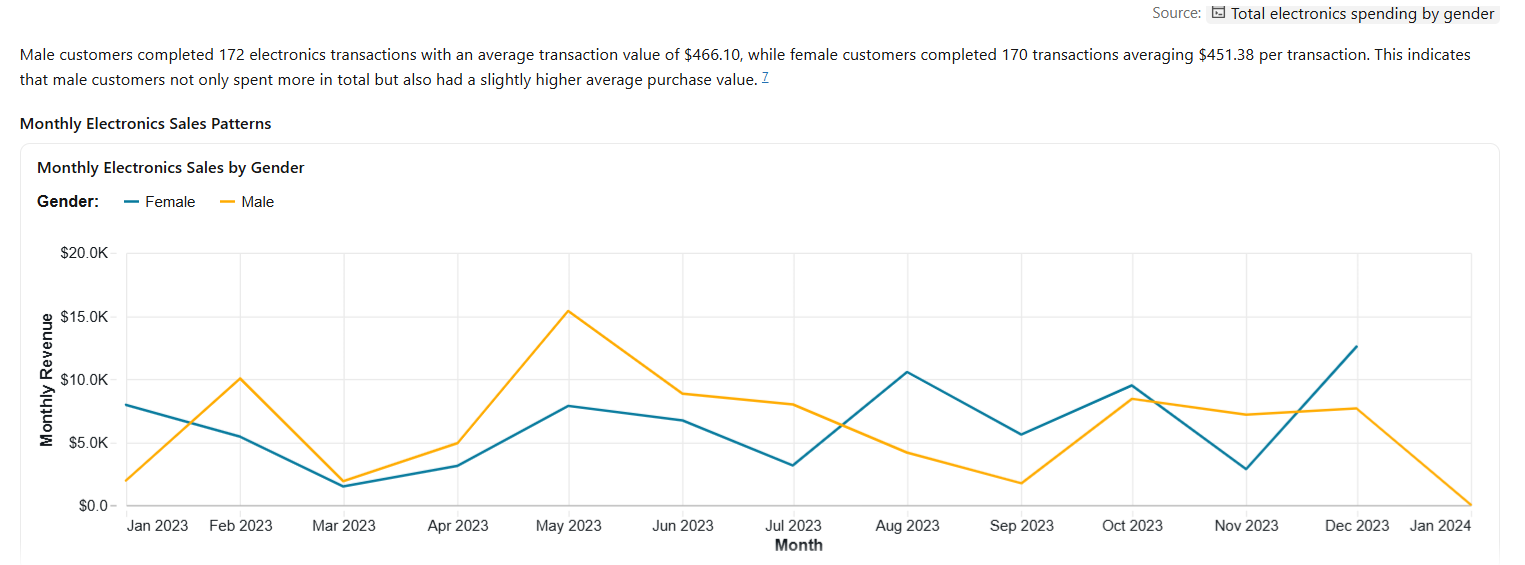 Source: Total electronics spending by gender
Male customers completed 172 electronics transactions with an average transaction value of $466.10, while female customers completed 170 transactions averaging $451.38 per transaction. This indicates
that male customers not only spent more in total but also had a slightly higher average purchase value. 7
Monthly Electronics Sales Patterns
Monthly Electronics Sales by Gender
Gender: Female Male
Monthly Revenue
$20.0K
$15.0K
$10.0K
$5.0K
$0.0
Jan 2023 Feb 2023 Mar 2023 Apr 2023 May 2023 Jun 2023 Jul 2023 Aug 2023 Sep 2023 Oct 2023 Nov 2023 Dec 2023 Jan 2024
Month